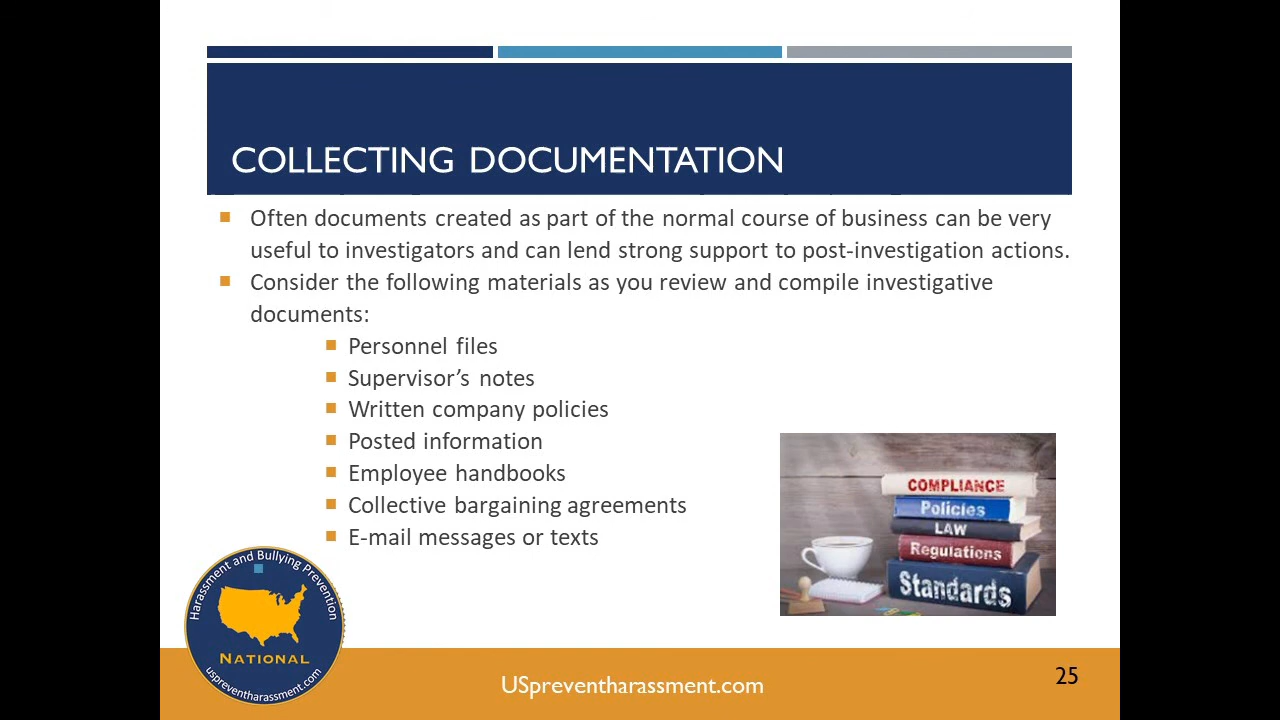 COLLECTING DOCUMENTATION
Often documents created as part of the normal course of business can be very
useful to investigators and can lend strong support to post-investigation actions.
Consider the following materials as you review and compile investigative
documents:
Personnel files
Supervisor’s notes
Written company policies
Posted information
Employee handbooks
Collective bargaining agreements
E-mail messages or texts
COMPLIANCE
Policies
LAW
Regulations
Standards
Harassment and Bullying Prevention
NATIONAL
uspreventharassment.com
USpreventharassment.com
25